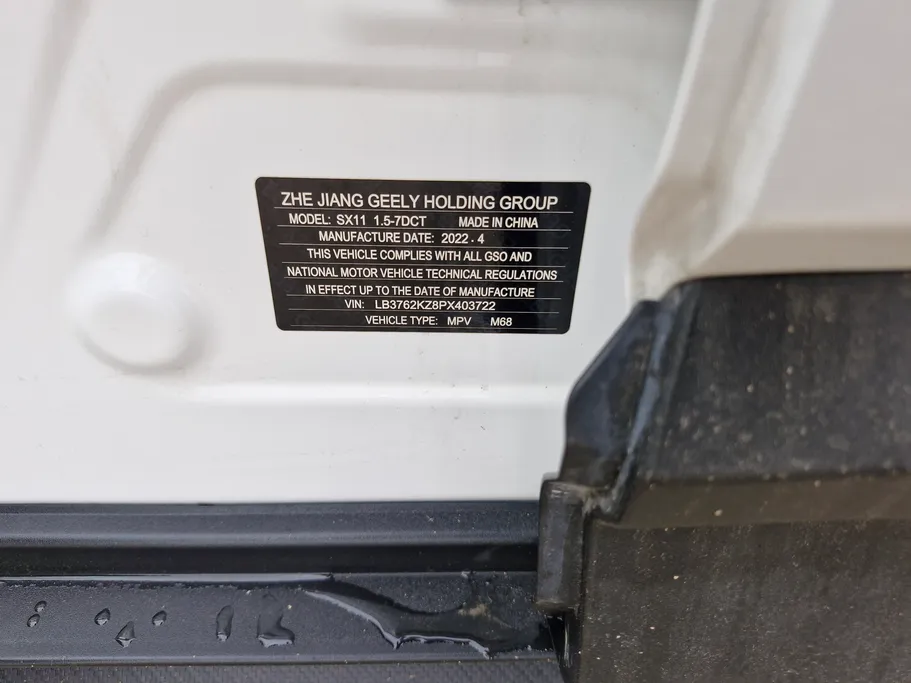 ZHE JIANG GEELY HOLDING GROUP
MODEL: SX11 1.5-7DCT MADE IN CHINA
MANUFACTURE DATE: 2022 . 4
THIS VEHICLE COMPLIES WITH ALL GSO AND
NATIONAL MOTOR VEHICLE TECHNICAL REGULATIONS
IN EFFECT UP TO THE DATE OF MANUFACTURE
VIN: LB3762KZ8PX403722
VEHICLE TYPE: MPV M68